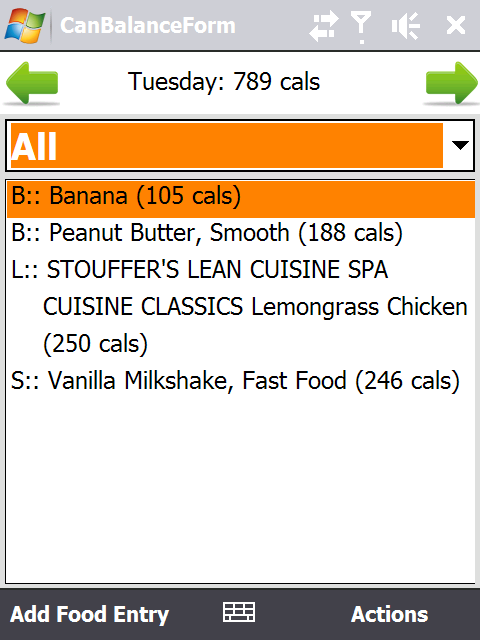 CanBalanceForm
Tuesday: 789 cals
All
B:: Banana (105 cals)
B:: Peanut Butter, Smooth (188 cals)
L:: STOUFFER'S LEAN CUISINE SPA
CUISINE CLASSICS Lemongrass Chicken
(250 cals)
S:: Vanilla Milkshake, Fast Food (246 cals)
Add Food Entry
Actions